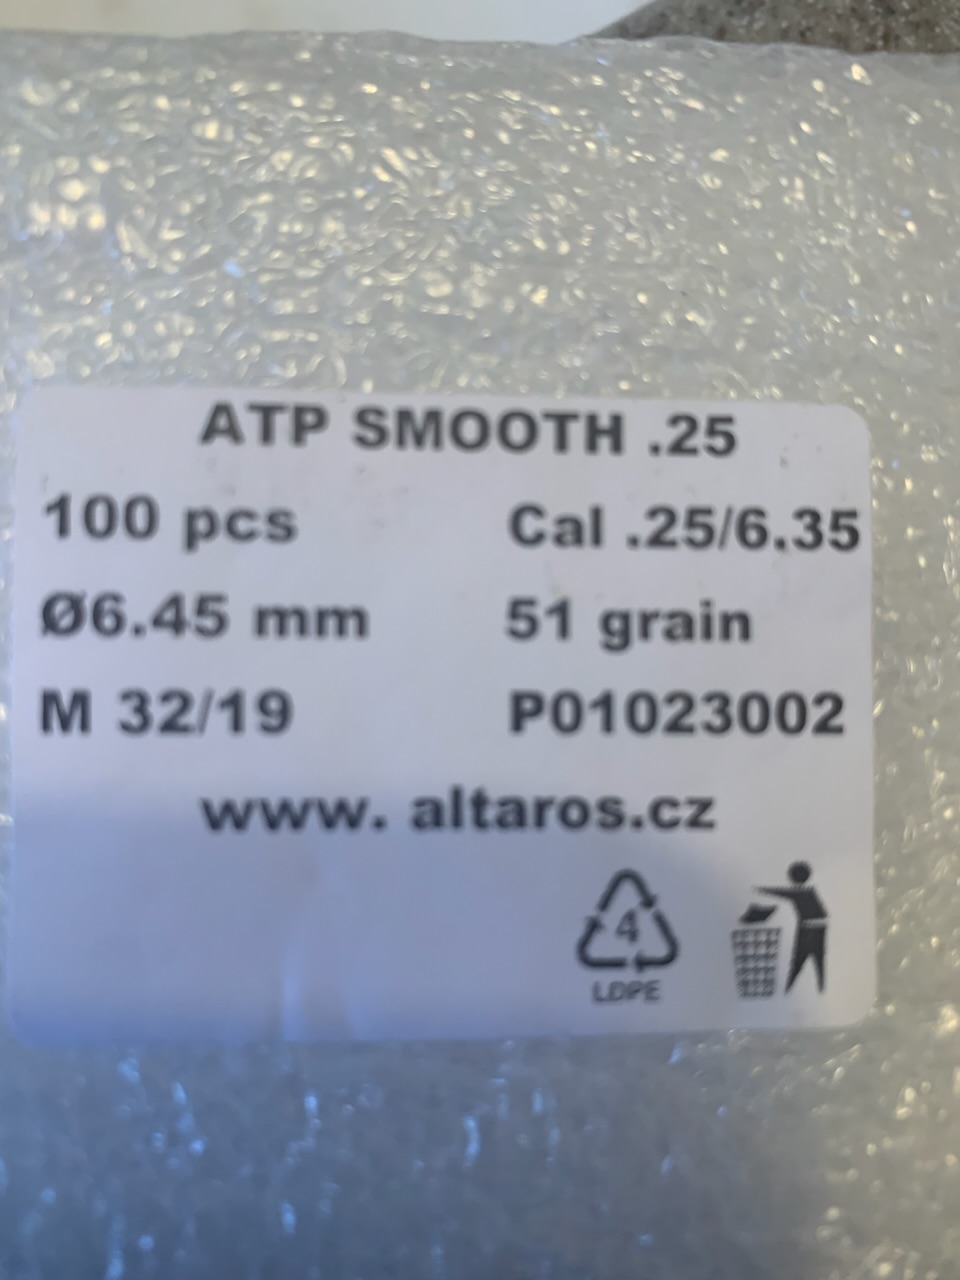 ATP SMOOTH .25
100 pcs Cal .25/6.35
Ø6.45 mm 51 grain
M 32/19 P01023002
www. altaros.cz
4
LDPE